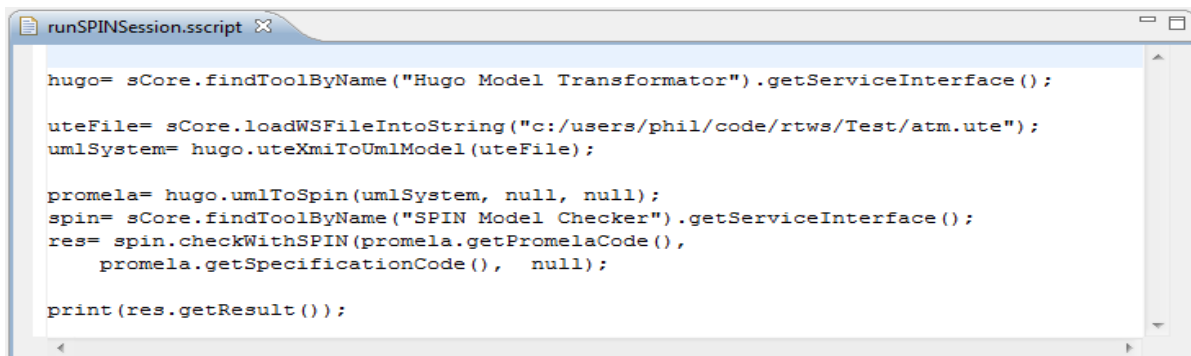 runSPINSession.sscript
hugo= sCore.findToolByName("Hugo Model Transformator").getServiceInterface();
uteFile= sCore.loadWSFileIntoString("c:/users/phil/code/rtws/Test/atm.ute");
umlSystem= hugo.uteXmiToUmlModel(uteFile);
promela= hugo.umlToSpin(umlSystem, null, null);
spin= sCore.findToolByName("SPIN Model Checker").getServiceInterface();
res= spin.checkWithSPIN(promela.getPromelaCode(),
    promela.getSpecificationCode(),  null);
print(res.getResult());